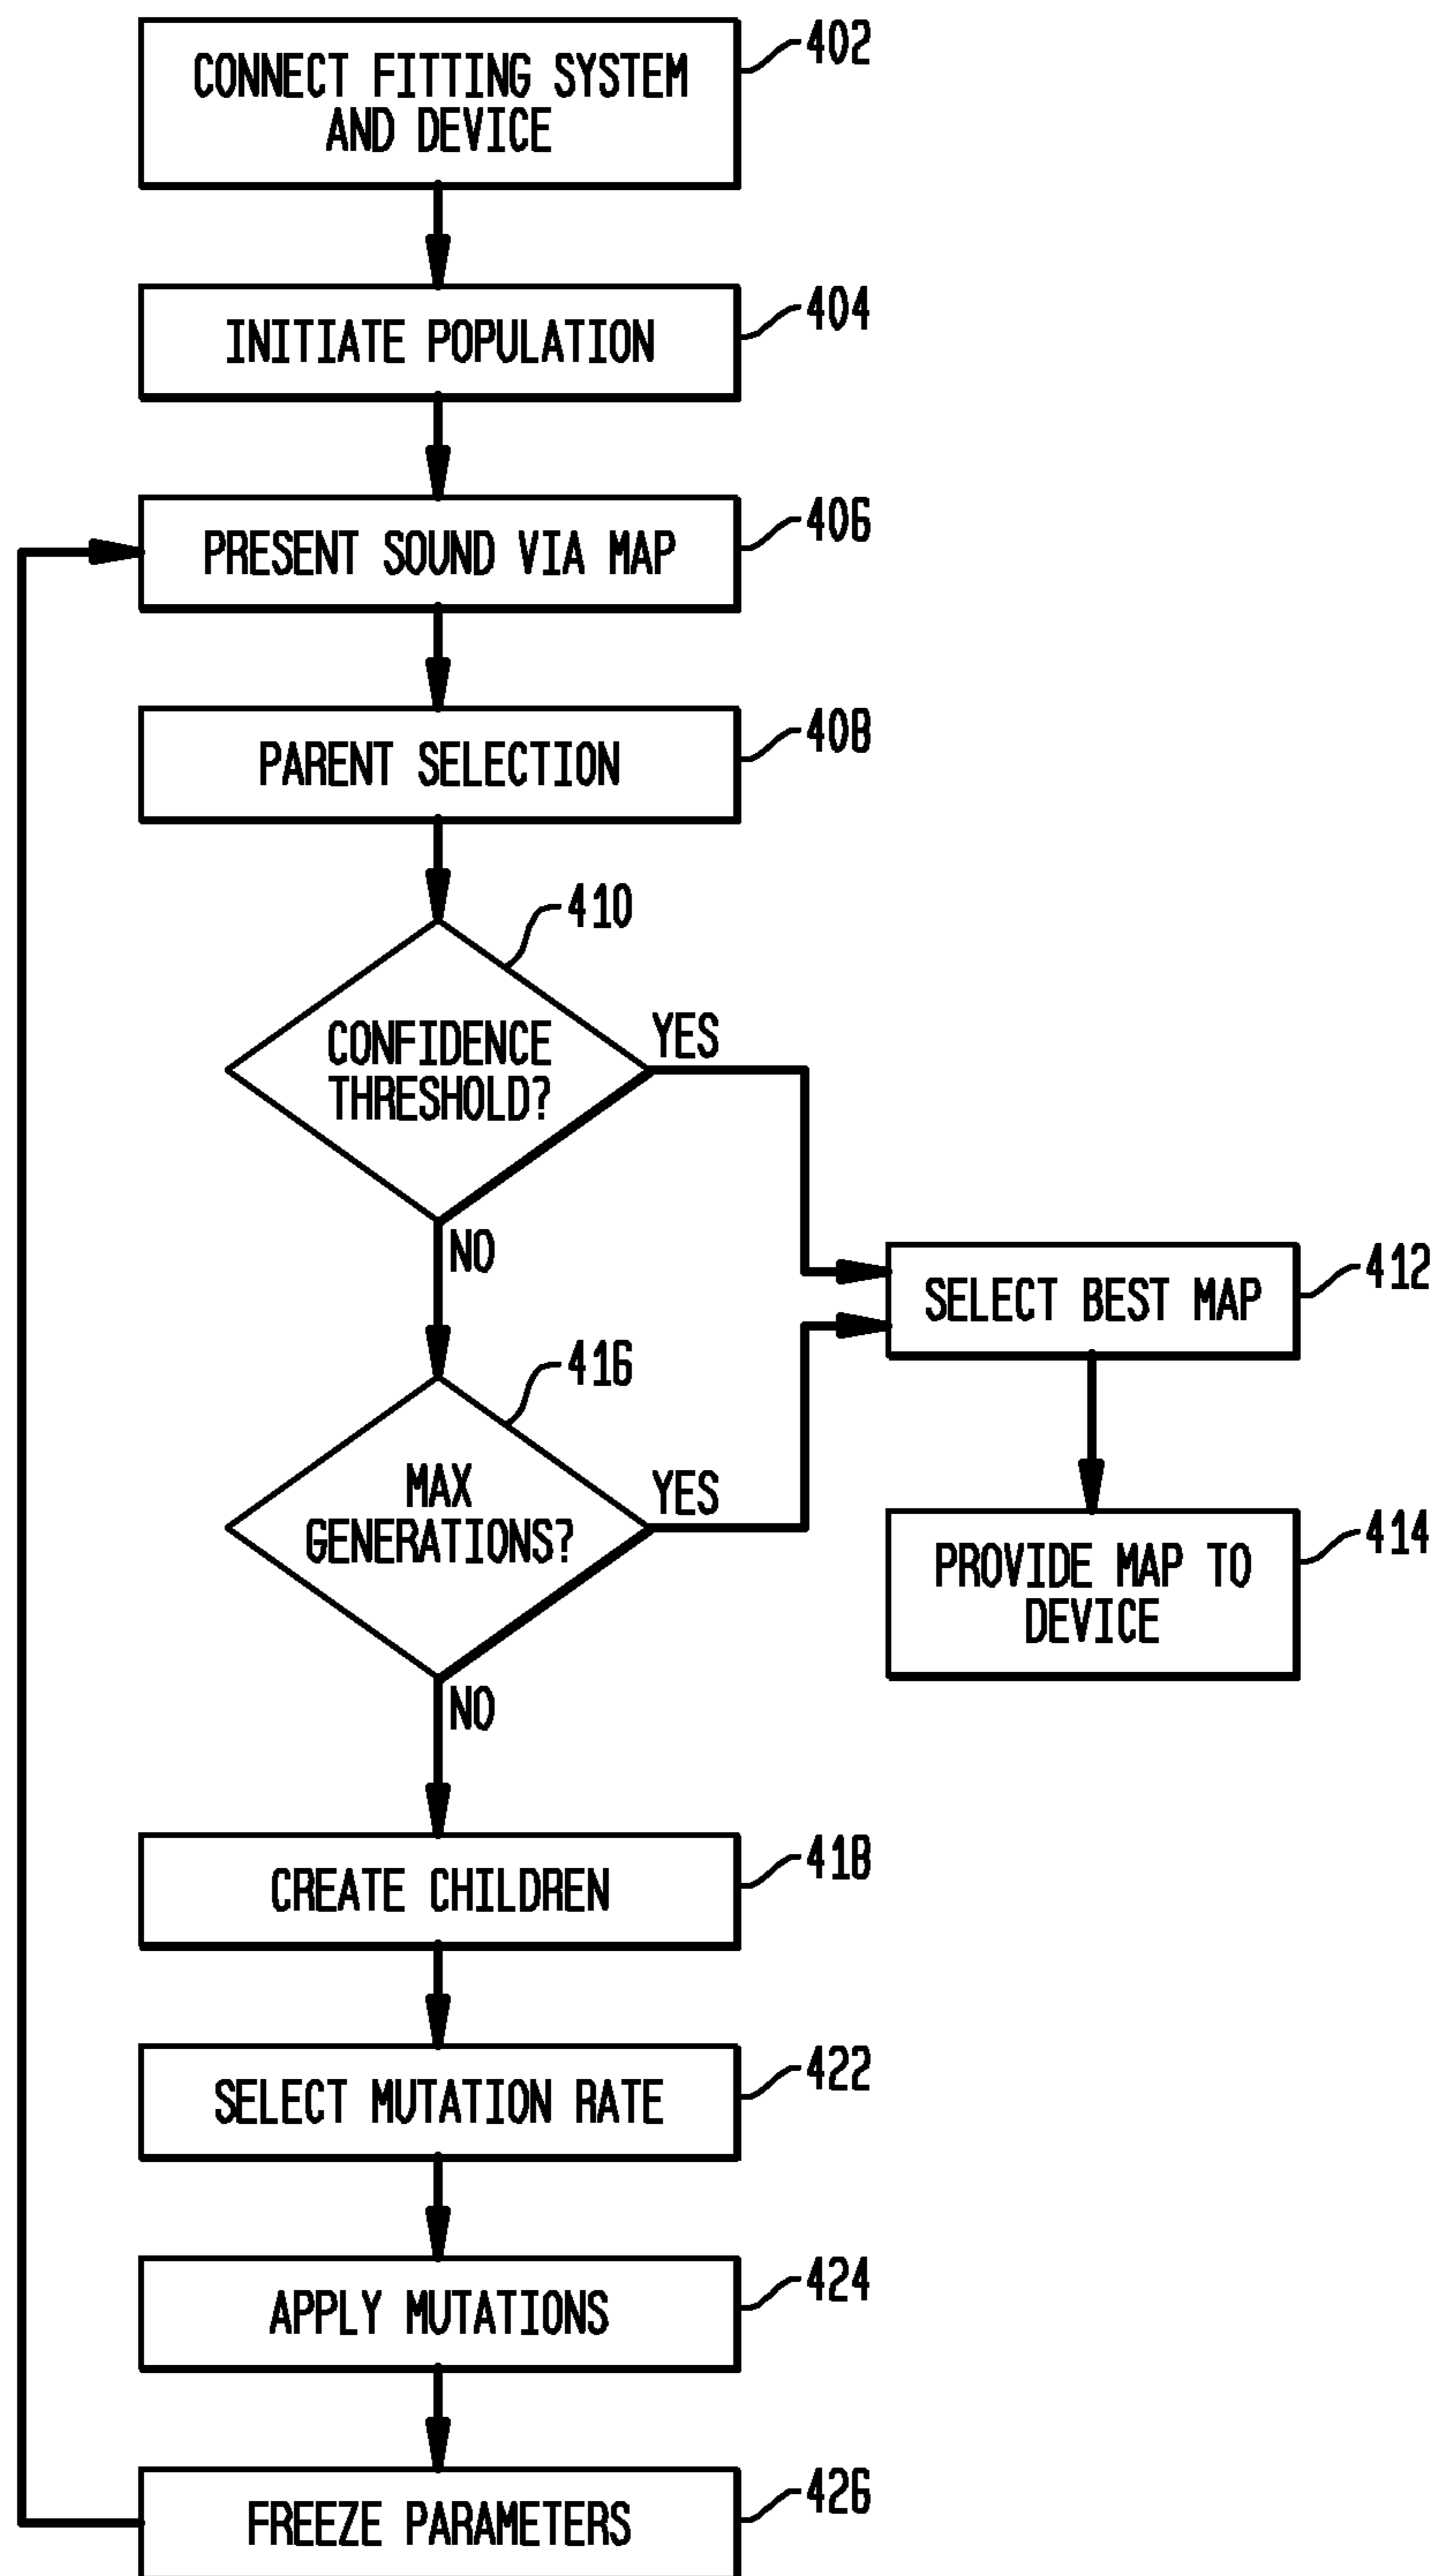 CONNECT FITTING SYSTEM
AND DEVICE
402
INITIATE POPULATION
404
PRESENT SOUND VIA MAP
406
PARENT SELECTION
408
410
CONFIDENCE
THRESHOLD?
YES
NO
SELECT BEST MAP
412
416
MAX
GENERATIONS?
YES
NO
PROVIDE MAP TO
DEVICE
414
CREATE CHILDREN
418
SELECT MUTATION RATE
422
APPLY MUTATIONS
424
FREEZE PARAMETERS
426